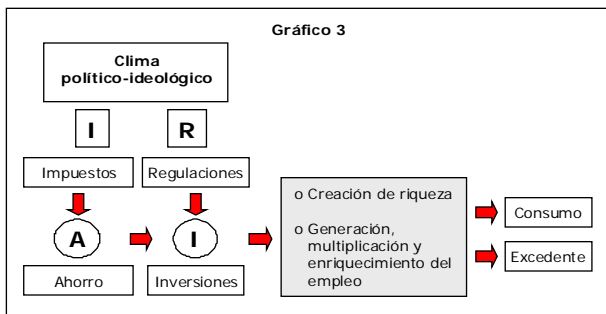 Gráfico 3
Clima
político-ideológico
I
R
Impuestos
Regulaciones
A
I
Ahorro
Inversiones
o Creación de riqueza
o Generación,
multiplicación y
enriquecimiento del
empleo
Consumo
Excedente